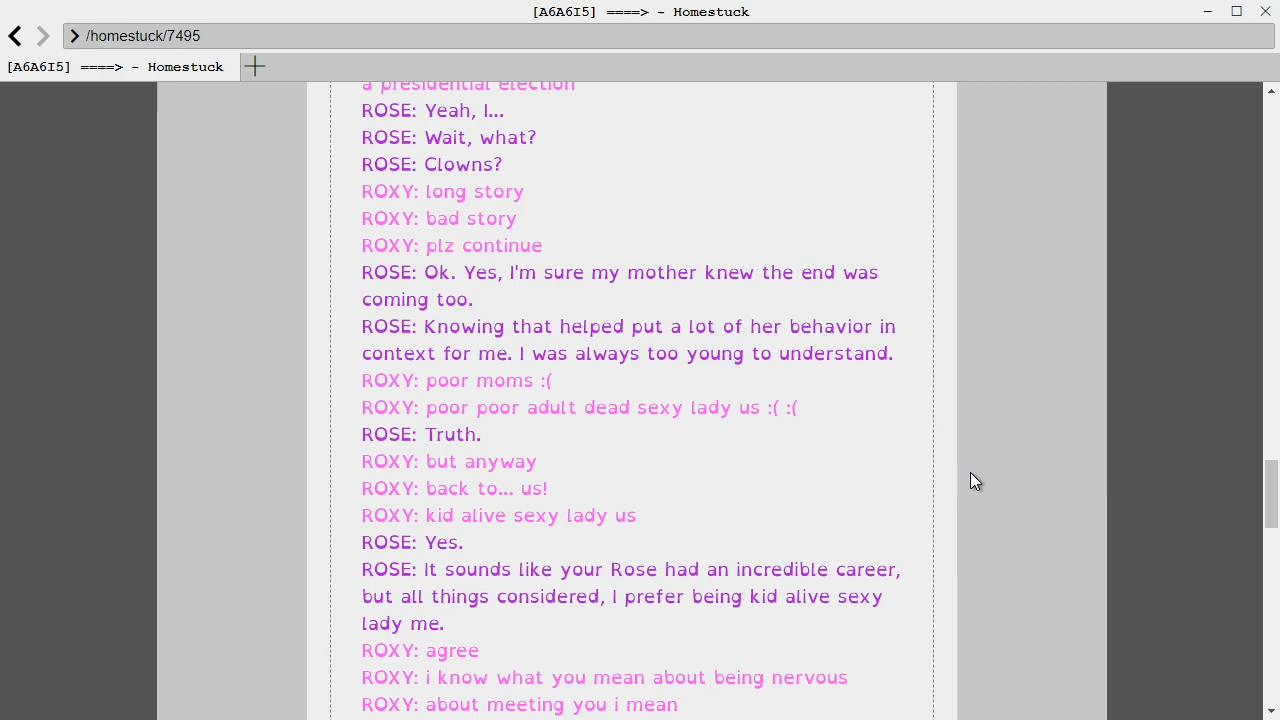 [A6A6I5] ====> - Homestuck
/homestuck/7495
[A6A6I5] ====> - Homestuck
a presidential election
ROSE: Yeah, I...
ROSE: Wait, what?
ROSE: Clowns?
ROXY: long story
ROXY: bad story
ROXY: plz continue
ROSE: Ok. Yes, I'm sure my mother knew the end was
coming too.
ROSE: Knowing that helped put a lot of her behavior in
context for me. I was always too young to understand.
ROXY: poor moms :(
ROXY: poor poor adult dead sexy lady us :( :(
ROSE: Truth.
ROXY: but anyway
ROXY: back to... us!
ROXY: kid alive sexy lady us
ROSE: Yes.
ROSE: It sounds like your Rose had an incredible career,
but all things considered, I prefer being kid alive sexy
lady me.
ROXY: agree
ROXY: i know what you mean about being nervous
ROXY: about meeting you i mean